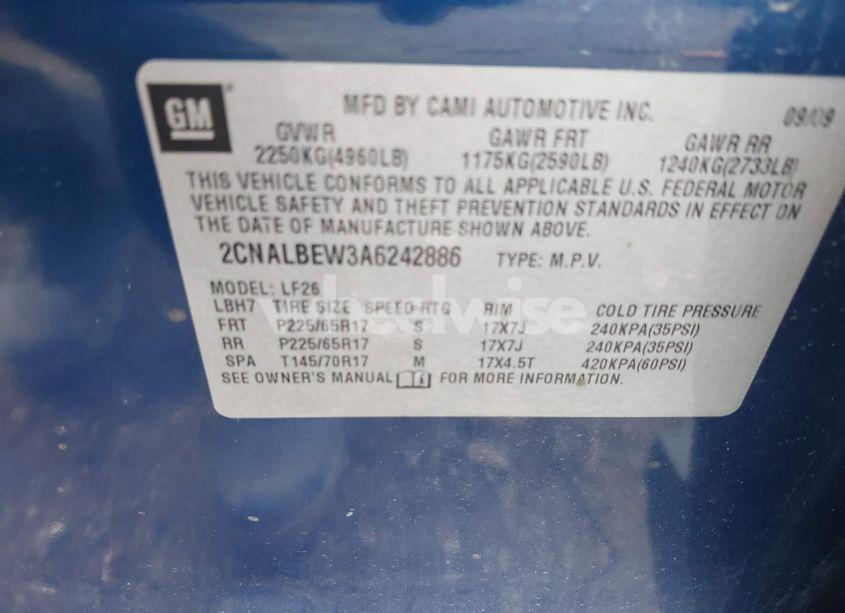 GM
MFD BY CAMI AUTOMOTIVE INC. 09/09
GVWR GAWR FRT GAWR RR
2250KG(4960LB) 1175KG(2590LB) 1240KG(2733LB)
THIS VEHICLE CONFORMS TO ALL APPLICABLE U.S. FEDERAL MOTOR
VEHICLE SAFETY AND THEFT PREVENTION STANDARDS IN EFFECT ON
THE DATE OF MANUFACTURE SHOWN ABOVE.
2CNALBEW3A6242886 TYPE: M.P.V.
MODEL: LF26
LBH7 TIRE SIZE SPEED RTG RIM COLD TIRE PRESSURE
wheelwise
FRT P225/65R17 S 17X7J 240KPA(35PSI)
RR P225/65R17 S 17X7J 240KPA(35PSI)
SPA T145/70R17 M 17X4.5T 420KPA(60PSI)
SEE OWNER'S MANUAL FOR MORE INFORMATION.